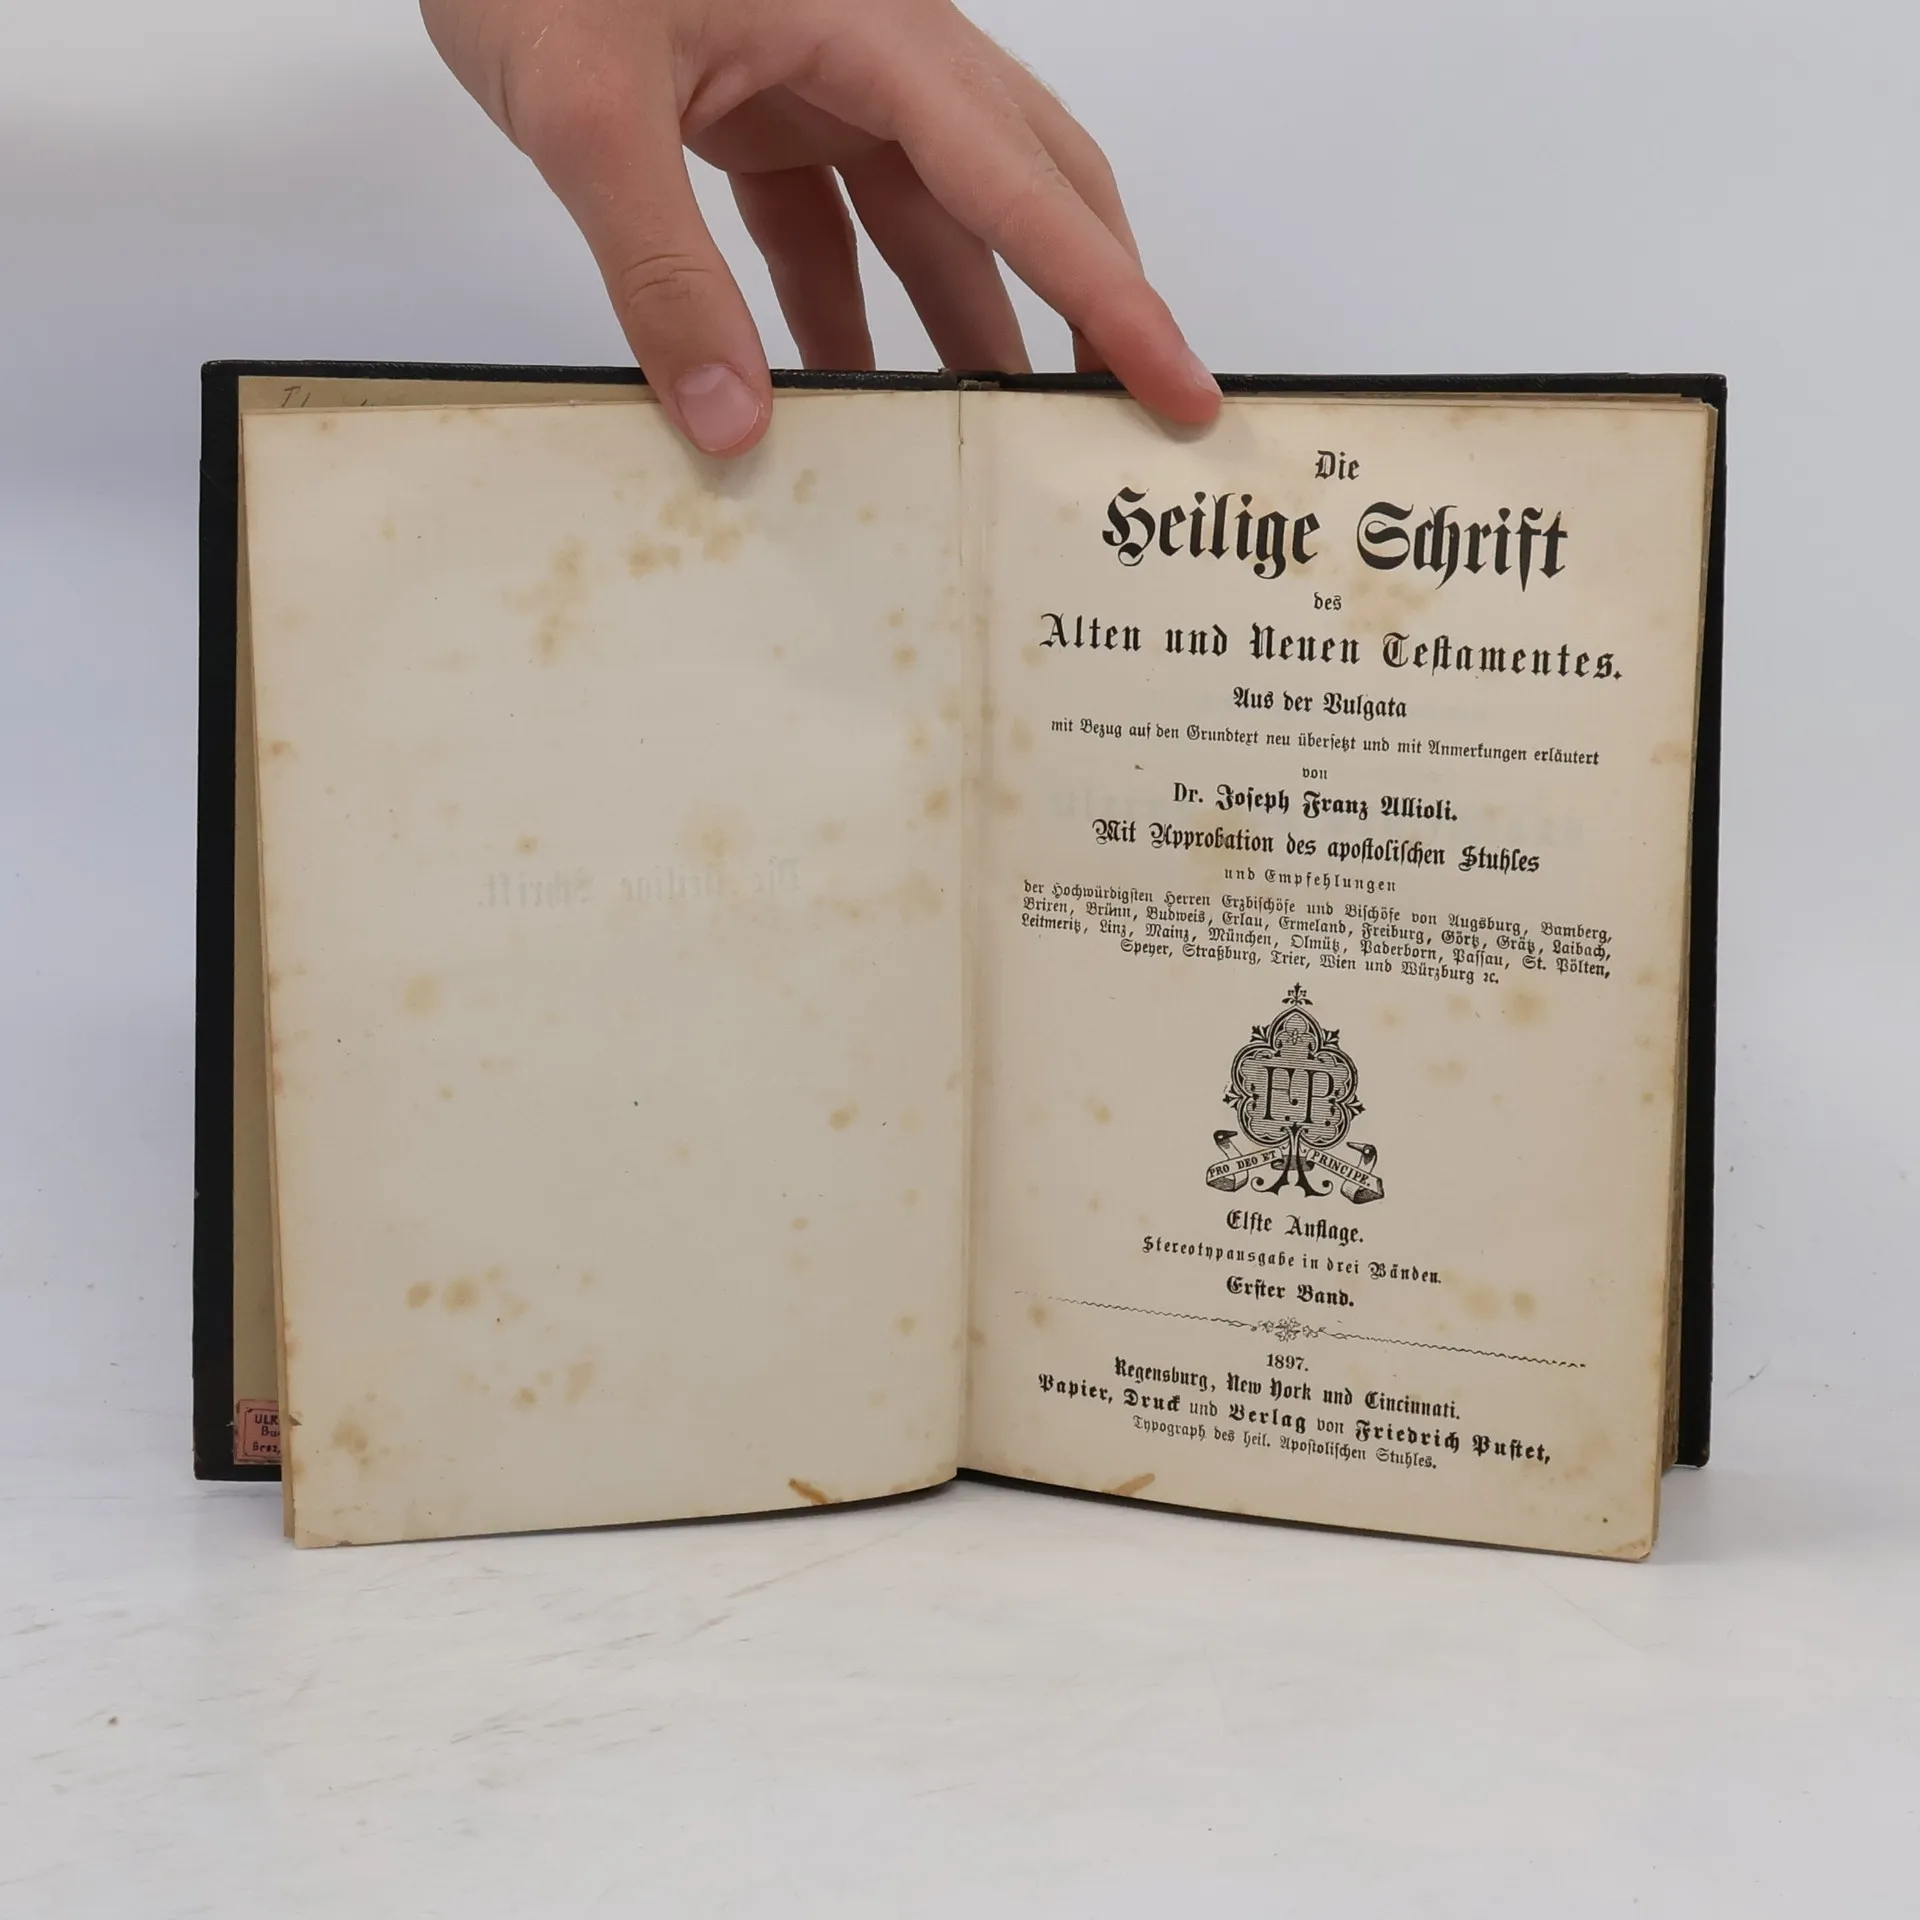 Die
Heilige Schrift
des
Alten und Neuen Testamentes.
Aus der Vulgata
mit Bezug auf den Grundtext neu übersetzt und mit Anmerkungen erläutert
von
Dr. Joseph Franz Allioli.
Mit Approbation des apostolischen Stuhles
und Empfehlungen
der Hochwürdigsten Herren Erzbischöfe und Bischöfe von Augsburg, Bamberg,
Brixen, Brünn, Budweis, Erlau, Ermeland, Freiburg, Görtz, Grätz, Laibach,
Leitmeritz, Linz, Mainz, München, Olmütz, Paderborn, Passau, St. Pölten,
Speyer, Straßburg, Trier, Wien und Würzburg ꝛc.
F.P.
PRO DEO ET PRINCIPE.
Elfte Auflage.
Stereotypausgabe in drei Bänden.
Erster Band.
1897.
Regensburg, New York und Cincinnati.
Papier, Druck und Verlag von Friedrich Pustet,
Typograph des heil. Apostolischen Stuhles.